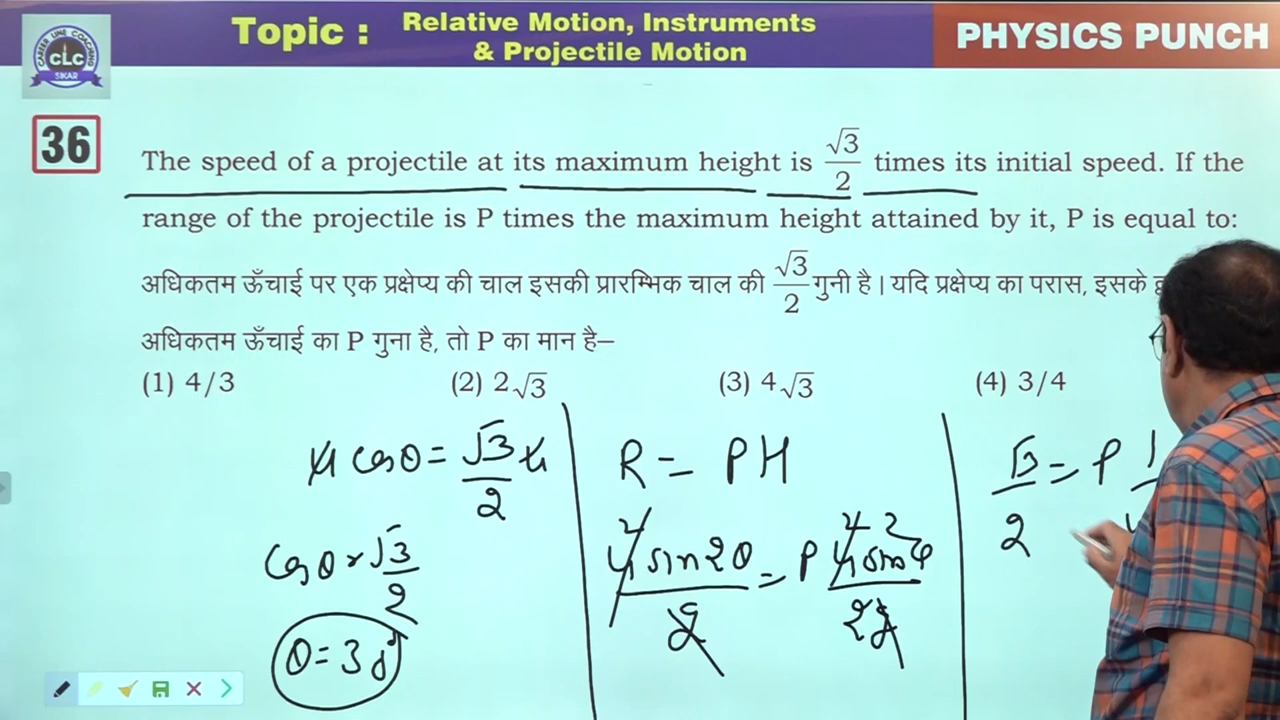 CAREER LINE COACHING
CLC
SIKAR
Topic : Relative Motion, Instruments
& Projectile Motion
PHYSICS PUNCH
36
The speed of a projectile at its maximum height is √3/2 times its initial speed. If the
range of the projectile is P times the maximum height attained by it, P is equal to:
अधिकतम ऊँचाई पर एक प्रक्षेप्य की चाल इसकी प्रारम्भिक चाल की √3/2 गुनी है। यदि प्रक्षेप्य का परास, इसके
अधिकतम ऊँचाई का P गुना है, तो P का मान है–
(1) 4/3 (2) 2√3 (3) 4√3 (4) 3/4
u cosθ = √3/2 u
cosθ = √3/2
θ = 30
R = PH
u² sin2θ/g = P u² sin²θ/2g
√3/2 = P 1